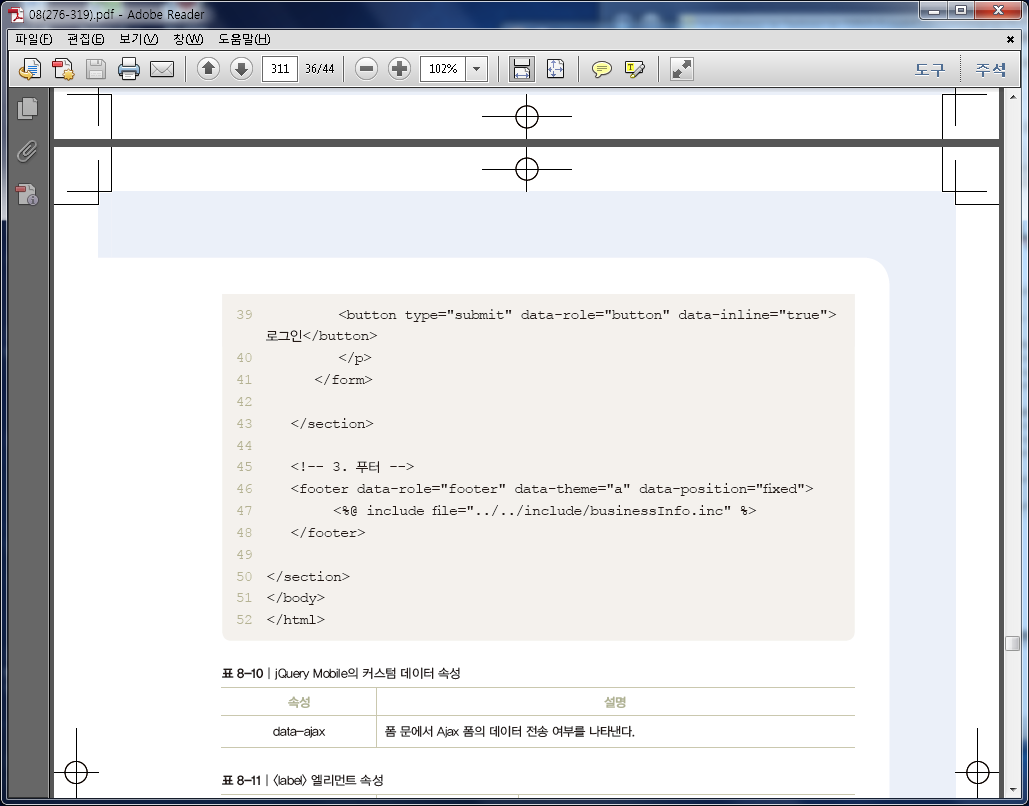 08(276-319).pdf - Adobe Reader
파일(F) 편집(E) 보기(V) 창(W) 도움말(H)
311 36/44 102% 도구 주석
39 <button type="submit" data-role="button" data-inline="true">
로그인</button>
40 </p>
41 </form>
42
43 </section>
44
45 <!-- 3. 푸터 -->
46 <footer data-role="footer" data-theme="a" data-position="fixed">
47 <%@ include file="../../include/businessInfo.inc" %>
48 </footer>
49
50 </section>
51 </body>
52 </html>
표 8-10 | jQuery Mobile의 커스텀 데이터 속성
속성 설명
data-ajax 폼 문에서 Ajax 폼의 데이터 전송 여부를 나타낸다.
표 8-11 | <label> 엘리먼트 속성